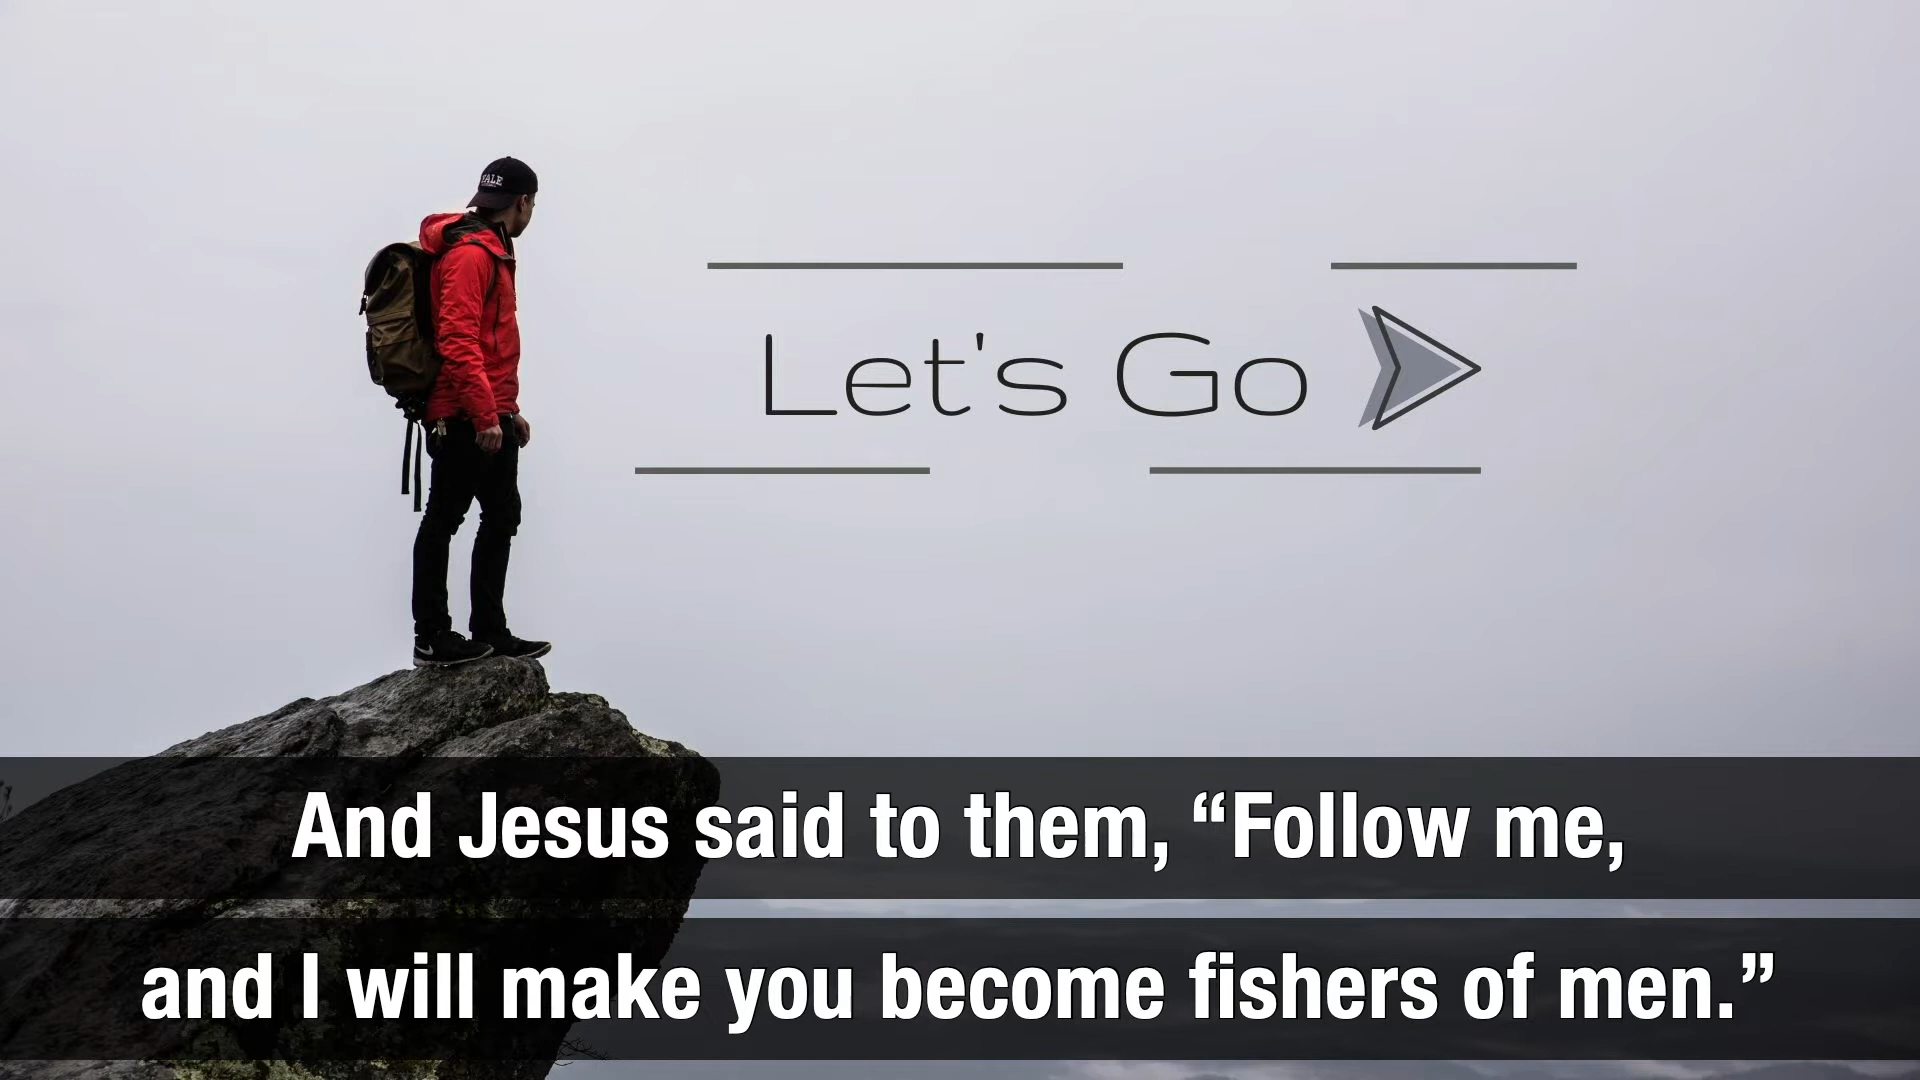 YALE
Let's Go
And Jesus said to them, “Follow me,
and I will make you become fishers of men.”